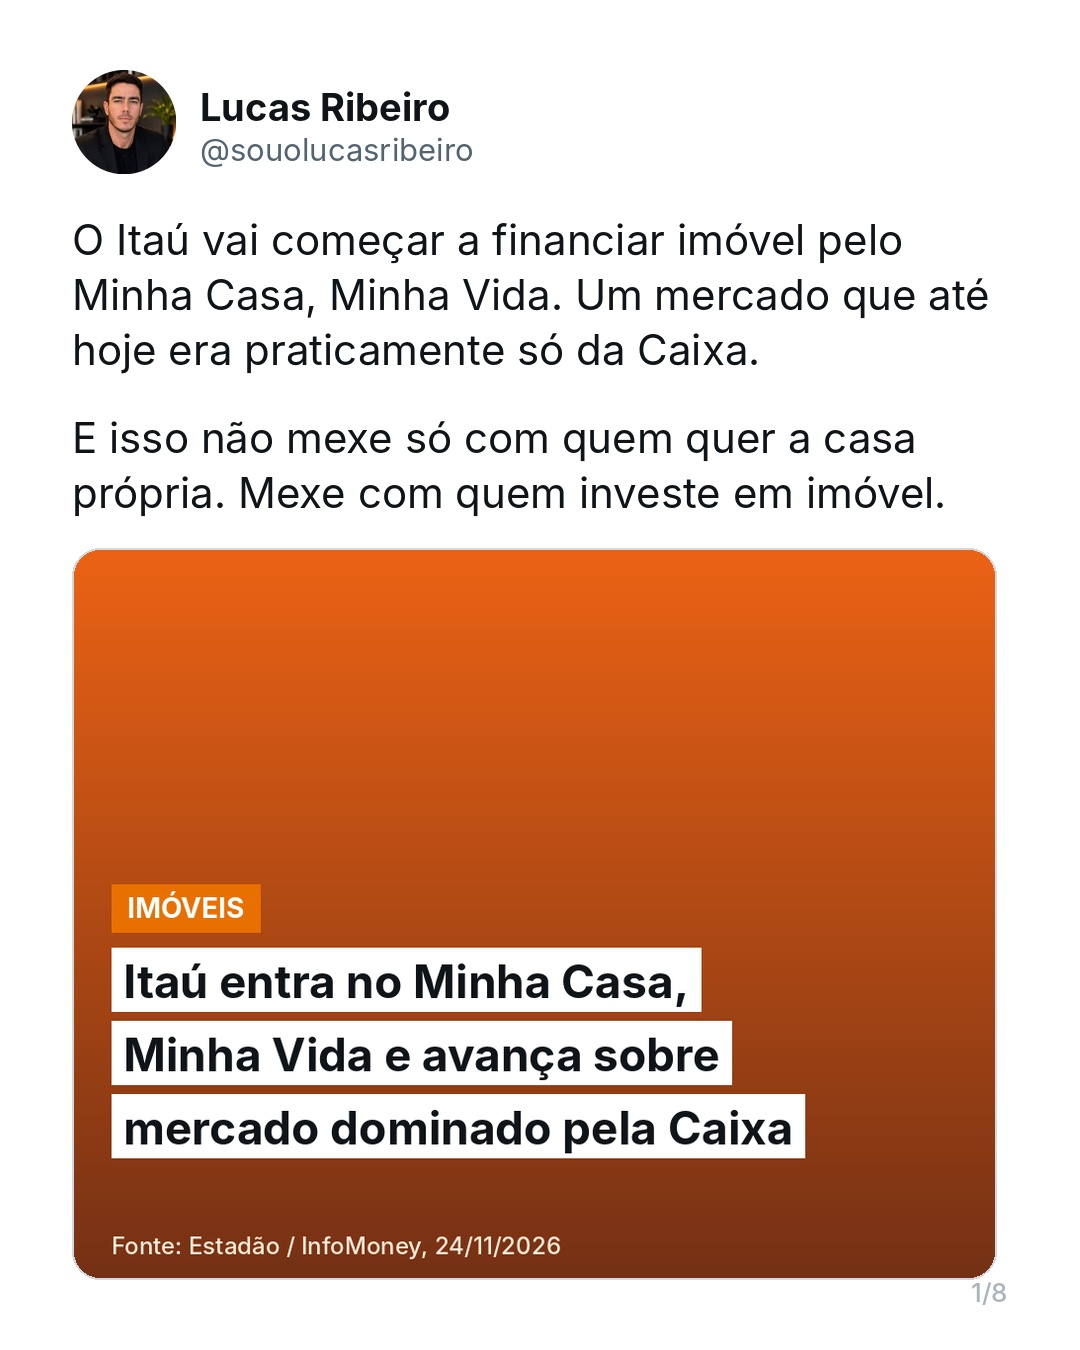 Lucas Ribeiro
@souolucasribeiro
O Itaú vai começar a financiar imóvel pelo
Minha Casa, Minha Vida. Um mercado que até
hoje era praticamente só da Caixa.
E isso não mexe só com quem quer a casa
própria. Mexe com quem investe em imóvel.
IMÓVEIS
Itaú entra no Minha Casa,
Minha Vida e avança sobre
mercado dominado pela Caixa
Fonte: Estadão / InfoMoney, 24/11/2026
1/8